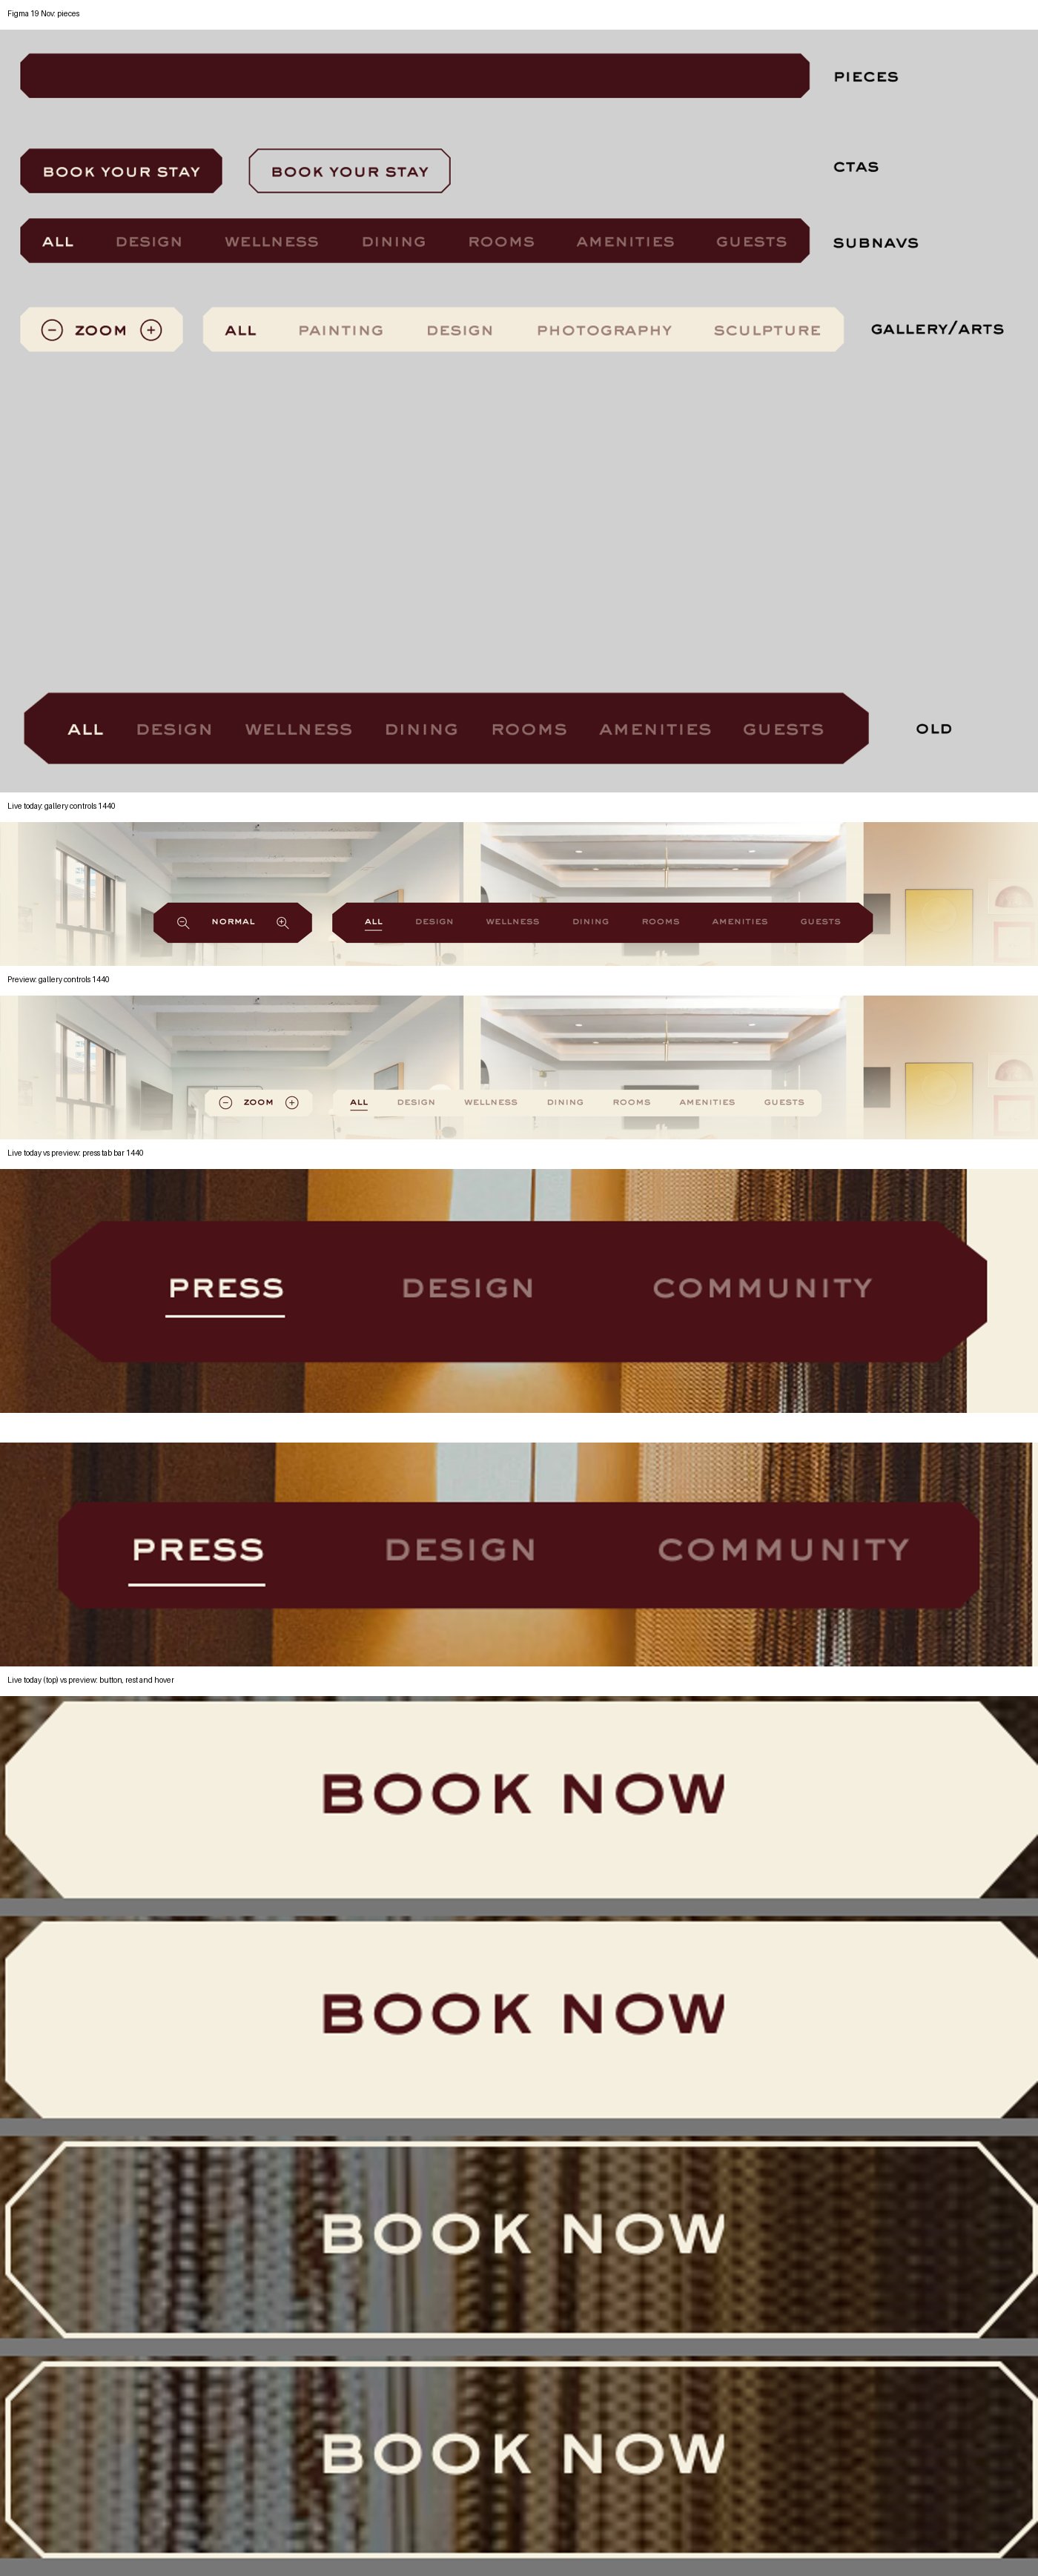 Figma 19 Nov: pieces
PIECES
BOOK YOUR STAY BOOK YOUR STAY CTAS
ALL DESIGN WELLNESS DINING ROOMS AMENITIES GUESTS SUBNAVS
ZOOM ALL PAINTING DESIGN PHOTOGRAPHY SCULPTURE GALLERY/ARTS
ALL DESIGN WELLNESS DINING ROOMS AMENITIES GUESTS OLD
Live today: gallery controls 1440
NORMAL ALL DESIGN WELLNESS DINING ROOMS AMENITIES GUESTS
Preview: gallery controls 1440
ZOOM ALL DESIGN WELLNESS DINING ROOMS AMENITIES GUESTS
Live today vs preview: press tab bar 1440
PRESS DESIGN COMMUNITY
PRESS DESIGN COMMUNITY
Live today (top) vs preview: button, rest and hover
BOOK NOW
BOOK NOW
BOOK NOW
BOOK NOW